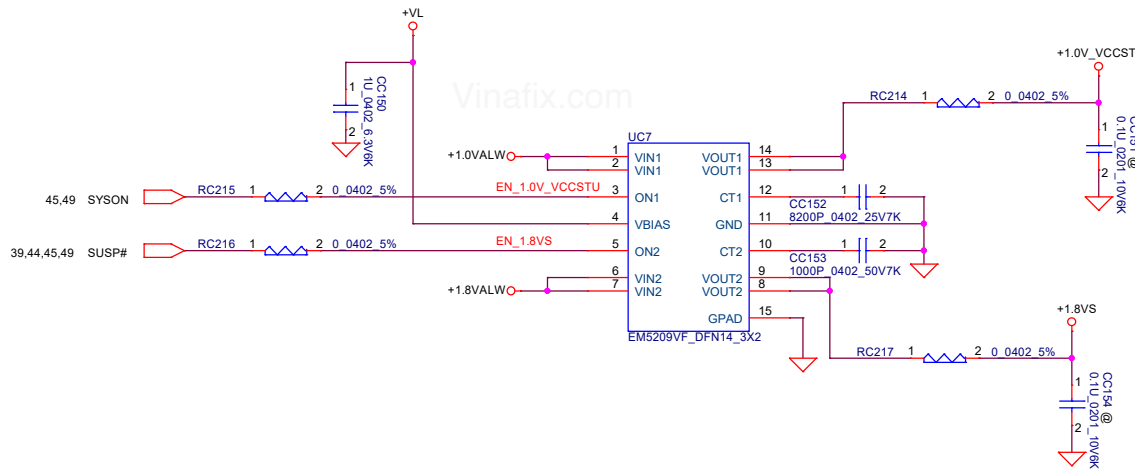 +VL
CC150
1U_0402_6.3V6K
1
2
Vinafix.com
+1.0V_VCCST
RC214 1 2 0_0402_5%
CC151 @
0.1U_0201_10V6K
1
2
UC7
+1.0VALW
1 VIN1 VOUT1 14
2 VIN1 VOUT1 13
45,49 SYSON RC215 1 2 0_0402_5% EN_1.0V_VCCSTU 3 ON1 CT1 12 1 2
CC152
8200P_0402_25V7K
4 VBIAS GND 11
39,44,45,49 SUSP# RC216 1 2 0_0402_5% EN_1.8VS 5 ON2 CT2 10 1 2
CC153
1000P_0402_50V7K
+1.8VALW
6 VIN2 VOUT2 9
7 VIN2 VOUT2 8
GPAD 15
EM5209VF_DFN14_3X2
+1.8VS
RC217 1 2 0_0402_5%
CC154 @
0.1U_0201_10V6K
1
2